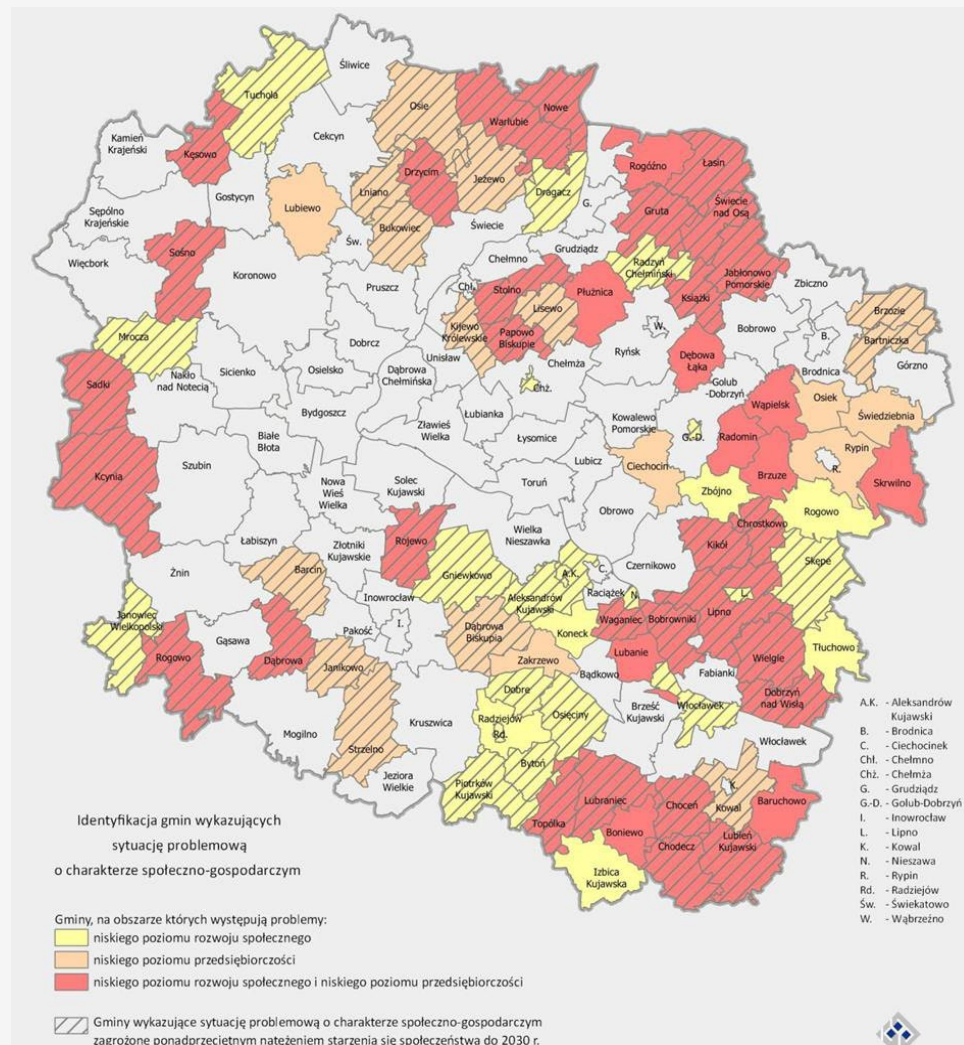 Śliwice
Tuchola
Osie
Warlubie
Nowe
Cekcyn
Kamień
Krajeński
Kęsowo
Rogóźno
Łasin
Drzycim
Jeżewo
Lniano
Dragacz
G.
Gostycyn
Lubiewo
Świecie
nad Osą
Sępólno
Krajeńskie
Gruta
Bukowiec
Świecie
Św.
Więcbork
Sośno
Grudziądz
Koronowo
Chełmno
Radzyń
Chełmiński
Jabłonowo
Pomorskie
Zbiczno
Pruszcz
Chł.
Stolno
Płużnica
Książki
Lisewo
Brzozie
Mrocza
Kijewo
Królewskie
Papowo
Biskupie
W.
Bobrowo
B.
Bartniczka
Dobrcz
Unisław
Chełmża
Ryńsk
Dębowa
Łąka
Sadki
Nakło
nad Notecią
Sicienko
Osielsko
Dąbrowa
Chełmińska
Brodnica
Górzno
Chż.
Golub
-Dobrzyń
Osiek
Wąpielsk
Świedziebnia
Bydgoszcz
Łubianka
Zławieś
Wielka
Kowalewo
Pomorskie
Łysomice
G.-D.
Radomin
Rypin
Białe
Błota
R.
Kcynia
Szubin
Lubicz
Ciechocin
Brzuze
Skrwilno
Toruń
Nowa
Wieś
Wielka
Solec
Kujawski
Zbójno
Rogowo
Obrowo
Wielka
Nieszawka
Chrostkowo
Łabiszyn
Złotniki
Kujawskie
Rojewo
Kikół
Skępe
Żnin
Barcin
Gniewkowo
A.K.
C.
Czernikowo
Inowrocław
Aleksandrów
Kujawski
Raciążek
N.
L.
Janowiec
Wielkopolski
Gąsawa
Pakość
I.
Dąbrowa
Biskupia
Koneck
Waganiec
Bobrowniki
Lipno
Rogowo
Dąbrowa
Janikowo
Zakrzewo
Lubanie
Wielgie
Tłuchowo
Bądkowo
Fabianki
Dobre
Dobrzyń
nad Wisłą
Kruszwica
Osięciny
Brześć
Kujawski
Włocławek
Mogilno
Strzelno
Radziejów
Rd.
Włocławek
Jeziora
Wielkie
Bytoń
Piotrków
Kujawski
Lubraniec
Choceń
K.
Kowal
Baruchowo
Topólka
Boniewo
Lubień
Kujawski
Chodecz
Izbica
Kujawska
A.K. - Aleksandrów
Kujawski
B. - Brodnica
C. - Ciechocinek
Chł. - Chełmno
Chż. - Chełmża
G. - Grudziądz
G.-D. - Golub-Dobrzyń
I. - Inowrocław
L. - Lipno
K. - Kowal
N. - Nieszawa
R. - Rypin
Rd. - Radziejów
Św. - Świekatowo
W. - Wąbrzeźno
Identyfikacja gmin wykazujących
sytuację problemową
o charakterze społeczno-gospodarczym
Gminy, na obszarze których występują problemy:
niskiego poziomu rozwoju społecznego
niskiego poziomu przedsiębiorczości
niskiego poziomu rozwoju społecznego i niskiego poziomu przedsiębiorczości
Gminy wykazujące sytuację problemową o charakterze społeczno-gospodarczym
zagrożone ponadprzeciętnym natężeniem starzenia się społeczeństwa do 2030 r.